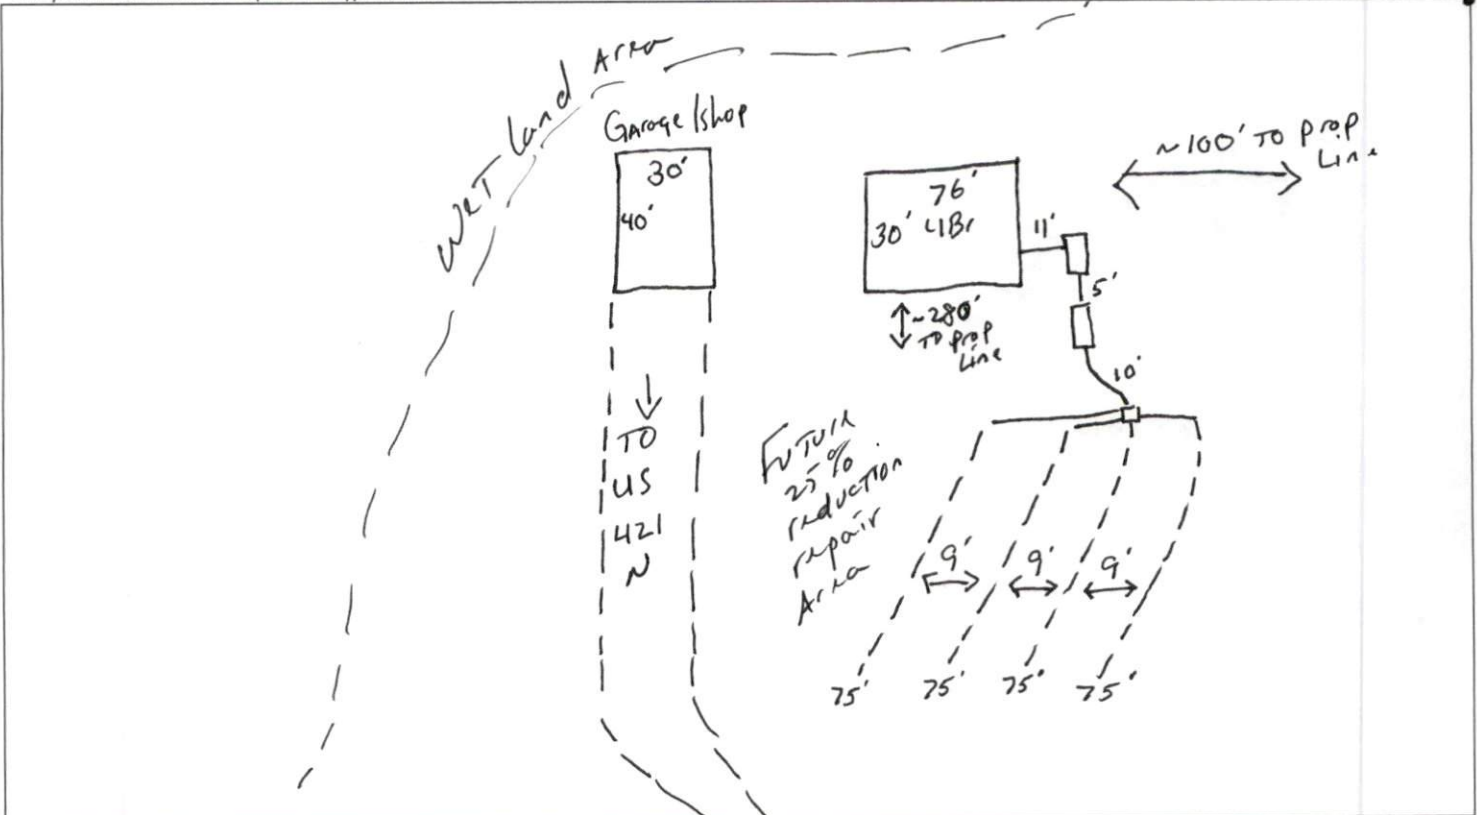 Wet Land Area
Garage/shop
30'
40'
76'
30' 4Br
11'
~100' TO prop
Line
5'
~280'
TO prop
Line
10'
TO
US
421
N
Future
25%
reduction
repair
Area
9'
9'
9'
75'
75'
75'
75'